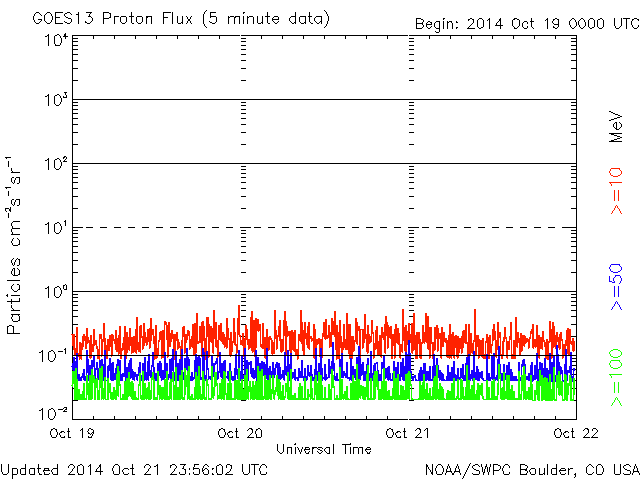 GOES13 Proton Flux (5 minute data)
Begin: 2014 Oct 19 0000 UTC
10⁴
10³
10²
10¹
10⁰
10⁻¹
10⁻²
Particles cm⁻²s⁻¹sr⁻¹
MeV
>=10
>=50
>=100
Oct 19
Oct 20
Oct 21
Oct 22
Universal Time
Updated 2014 Oct 21 23:56:02 UTC
NOAA/SWPC Boulder, CO USA